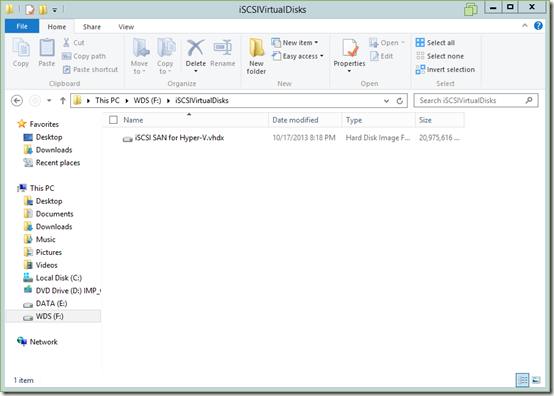 iSCSIVirtualDisks
File Home Share View
Copy Paste Cut Copy path Paste shortcut Move to Copy to Delete Rename New folder New item Easy access Properties Open Edit History Select all Select none Invert selection
Clipboard Organize New Open Select
This PC WDS (F:) iSCSIVirtualDisks Search iSCSIVirtualDisks
Name Date modified Type Size
iSCSI SAN for Hyper-V.vhdx 10/17/2013 8:18 PM Hard Disk Image F... 20,975,616 ...
Favorites
Desktop
Downloads
Recent places
This PC
Desktop
Documents
Downloads
Music
Pictures
Videos
Local Disk (C:)
DVD Drive (D:) IMP_
DATA (E:)
WDS (F:)
Network
1 item